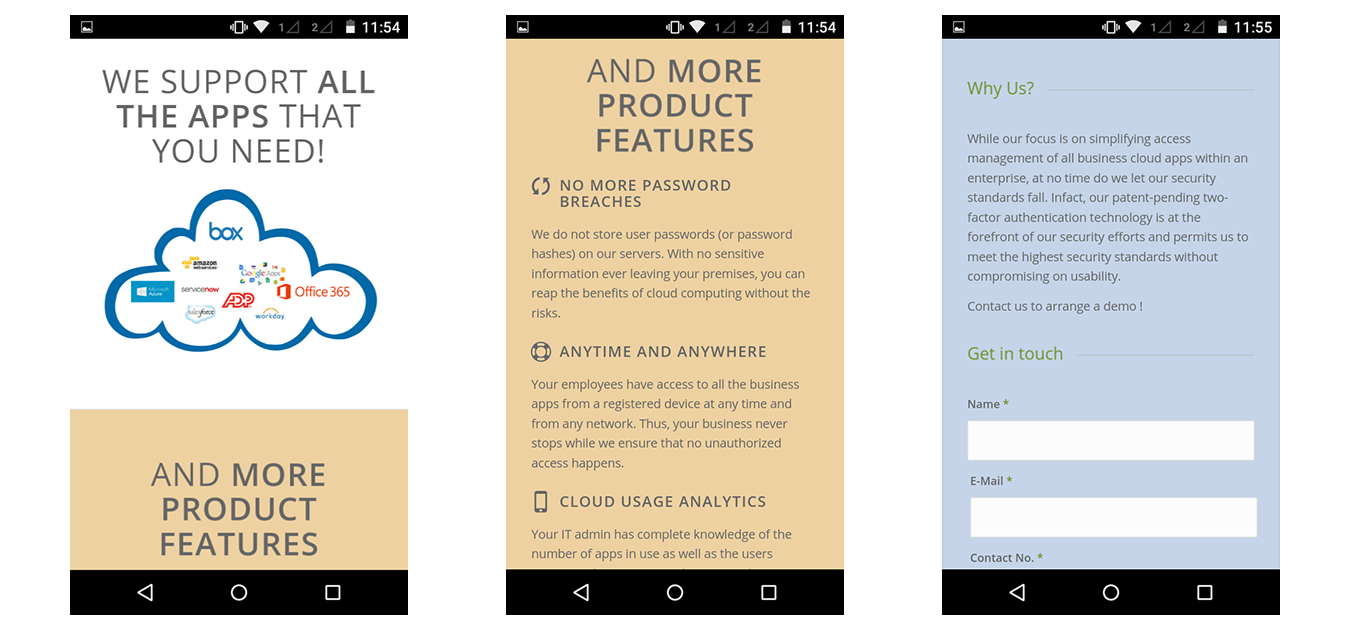 1 2 11:54
WE SUPPORT ALL
THE APPS THAT
YOU NEED!
box
amazon
webservices
Google Apps
Microsoft
Azure
servicenow
ADP
Office 365
salesforce
workday.
AND MORE
PRODUCT
FEATURES
1 2 11:54
AND MORE
PRODUCT
FEATURES
NO MORE PASSWORD
BREACHES
We do not store user passwords (or password
hashes) on our servers. With no sensitive
information ever leaving your premises, you can
reap the benefits of cloud computing without the
risks.
ANYTIME AND ANYWHERE
Your employees have access to all the business
apps from a registered device at any time and
from any network. Thus, your business never
stops while we ensure that no unauthorized
access happens.
CLOUD USAGE ANALYTICS
Your IT admin has complete knowledge of the
number of apps in use as well as the users
1 2 11:55
Why Us?
While our focus is on simplifying access
management of all business cloud apps within an
enterprise, at no time do we let our security
standards fall. Infact, our patent-pending two-
factor authentication technology is at the
forefront of our security efforts and permits us to
meet the highest security standards without
compromising on usability.
Contact us to arrange a demo !
Get in touch
Name *
E-Mail *
Contact No. *